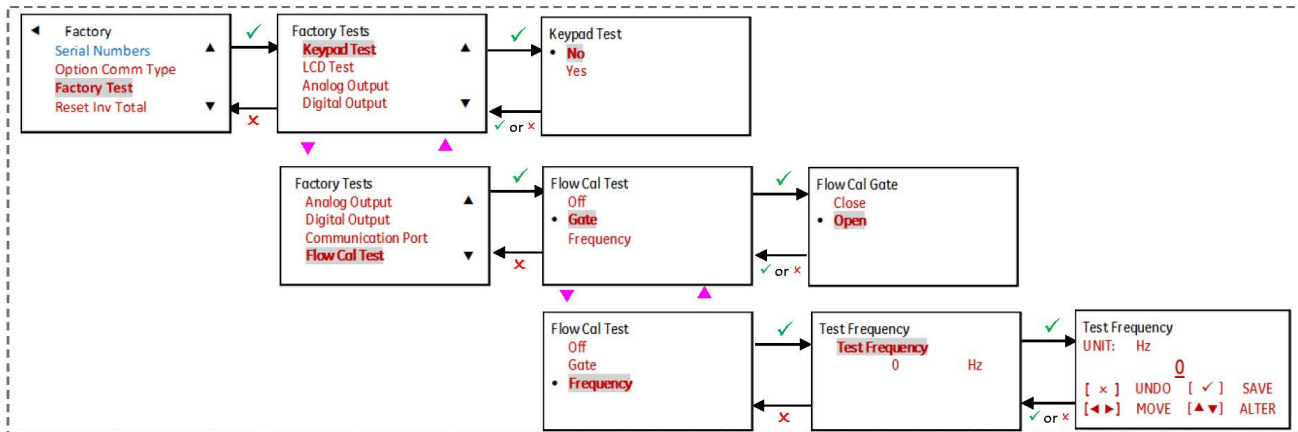 Factory
Serial Numbers
Option Comm Type
Factory Test
Reset Inv Total
Factory Tests
Keypad Test
LCD Test
Analog Output
Digital Output
Keypad Test
• No
Yes
✓ or ×
Factory Tests
Analog Output
Digital Output
Communication Port
Flow Cal Test
Flow Cal Test
Off
• Gate
Frequency
Flow Cal Gate
Close
• Open
✓ or ×
Flow Cal Test
Off
Gate
• Frequency
Test Frequency
Test Frequency
0 Hz
Test Frequency
UNIT: Hz
0
[ × ] UNDO [ ✓ ] SAVE
[◄ ►] MOVE [▲▼] ALTER
✓ or ×